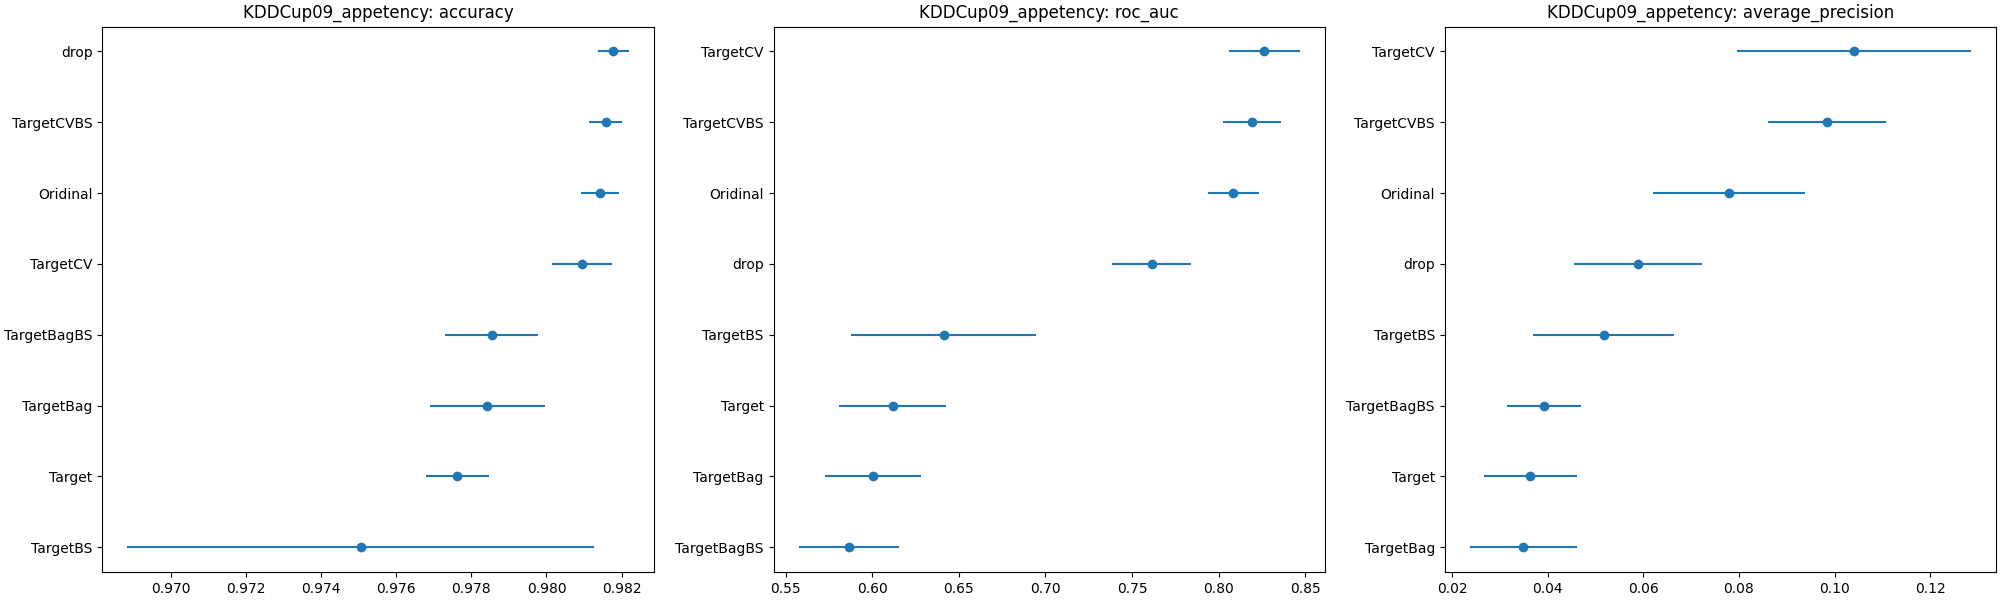 KDDCup09_appetency: accuracy
drop
TargetCVBS
Oridinal
TargetCV
TargetBagBS
TargetBag
Target
TargetBS
0.970 0.972 0.974 0.976 0.978 0.980 0.982
KDDCup09_appetency: roc_auc
TargetCV
TargetCVBS
Oridinal
drop
TargetBS
Target
TargetBag
TargetBagBS
0.55 0.60 0.65 0.70 0.75 0.80 0.85
KDDCup09_appetency: average_precision
TargetCV
TargetCVBS
Oridinal
drop
TargetBS
TargetBagBS
Target
TargetBag
0.02 0.04 0.06 0.08 0.10 0.12